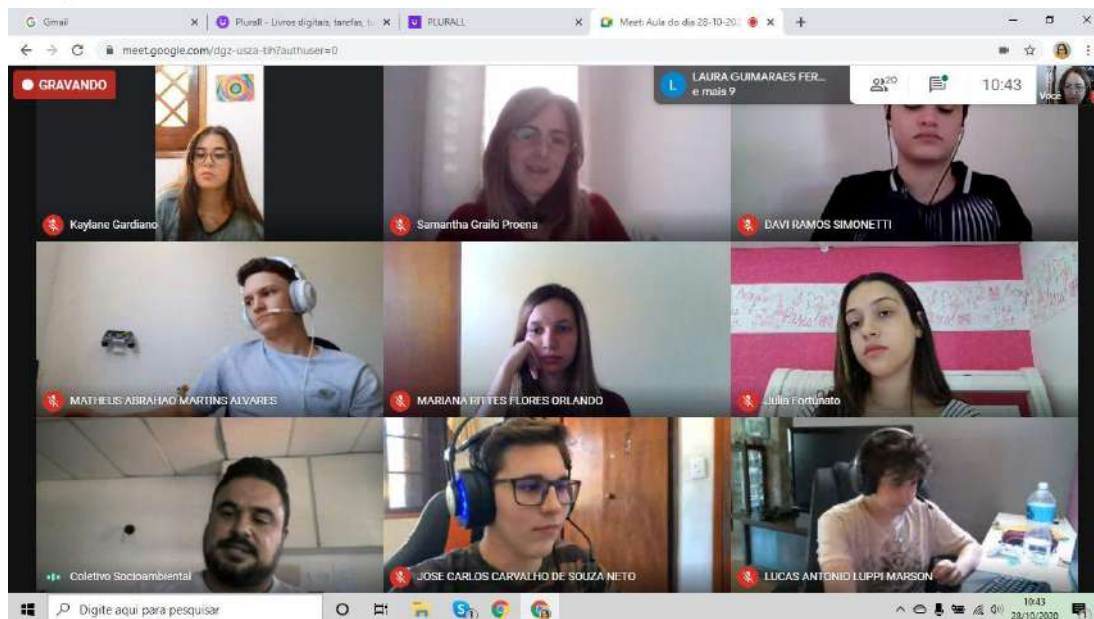 Gmail
Plurall - Livros digitais, tarefas, tu
PLURALL
Meet: Aula do dia 28-10-202
meet.google.com/dgz-usza-tih?authuser=0
GRAVANDO
LAURA GUIMARAES FER...
e mais 9
20
10:43
Você
Kaylane Gardiano
Samantha Graiki Proena
DAVI RAMOS SIMONETTI
MATHEUS ABRAHAO MARTINS ALVARES
MARIANA RITTES FLORES ORLANDO
Julia Fortunato
Coletivo Socioambiental
JOSE CARLOS CARVALHO DE SOUZA NETO
LUCAS ANTONIO LUPPI MARSON
Digite aqui para pesquisar
10:43
28/10/2020